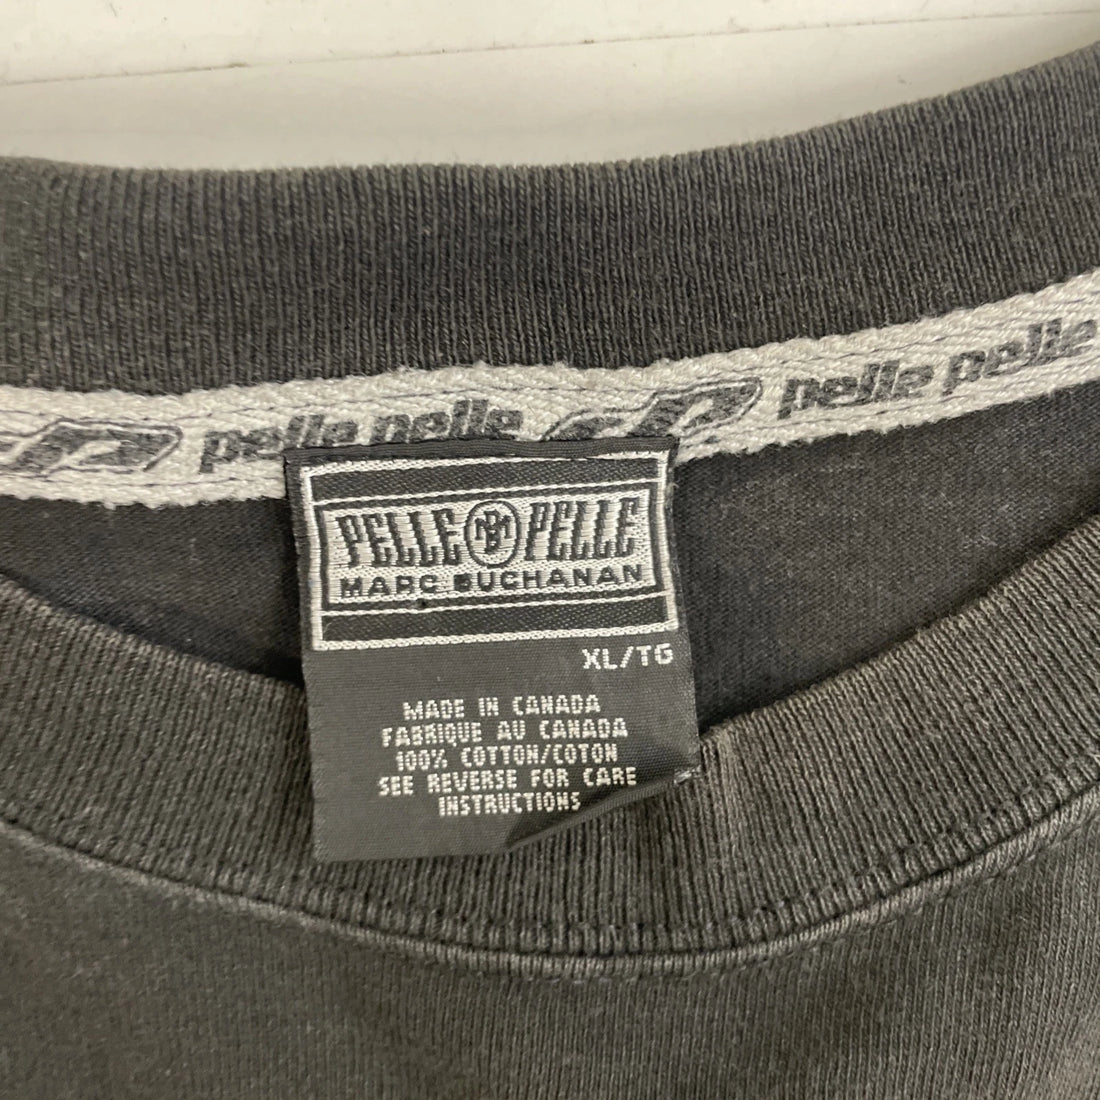 pelle pelle
pelle pelle
PELLE MBM PELLE
MARC BUCHANAN
XL/TG
MADE IN CANADA
FABRIQUE AU CANADA
100% COTTON/COTON
SEE REVERSE FOR CARE
INSTRUCTIONS